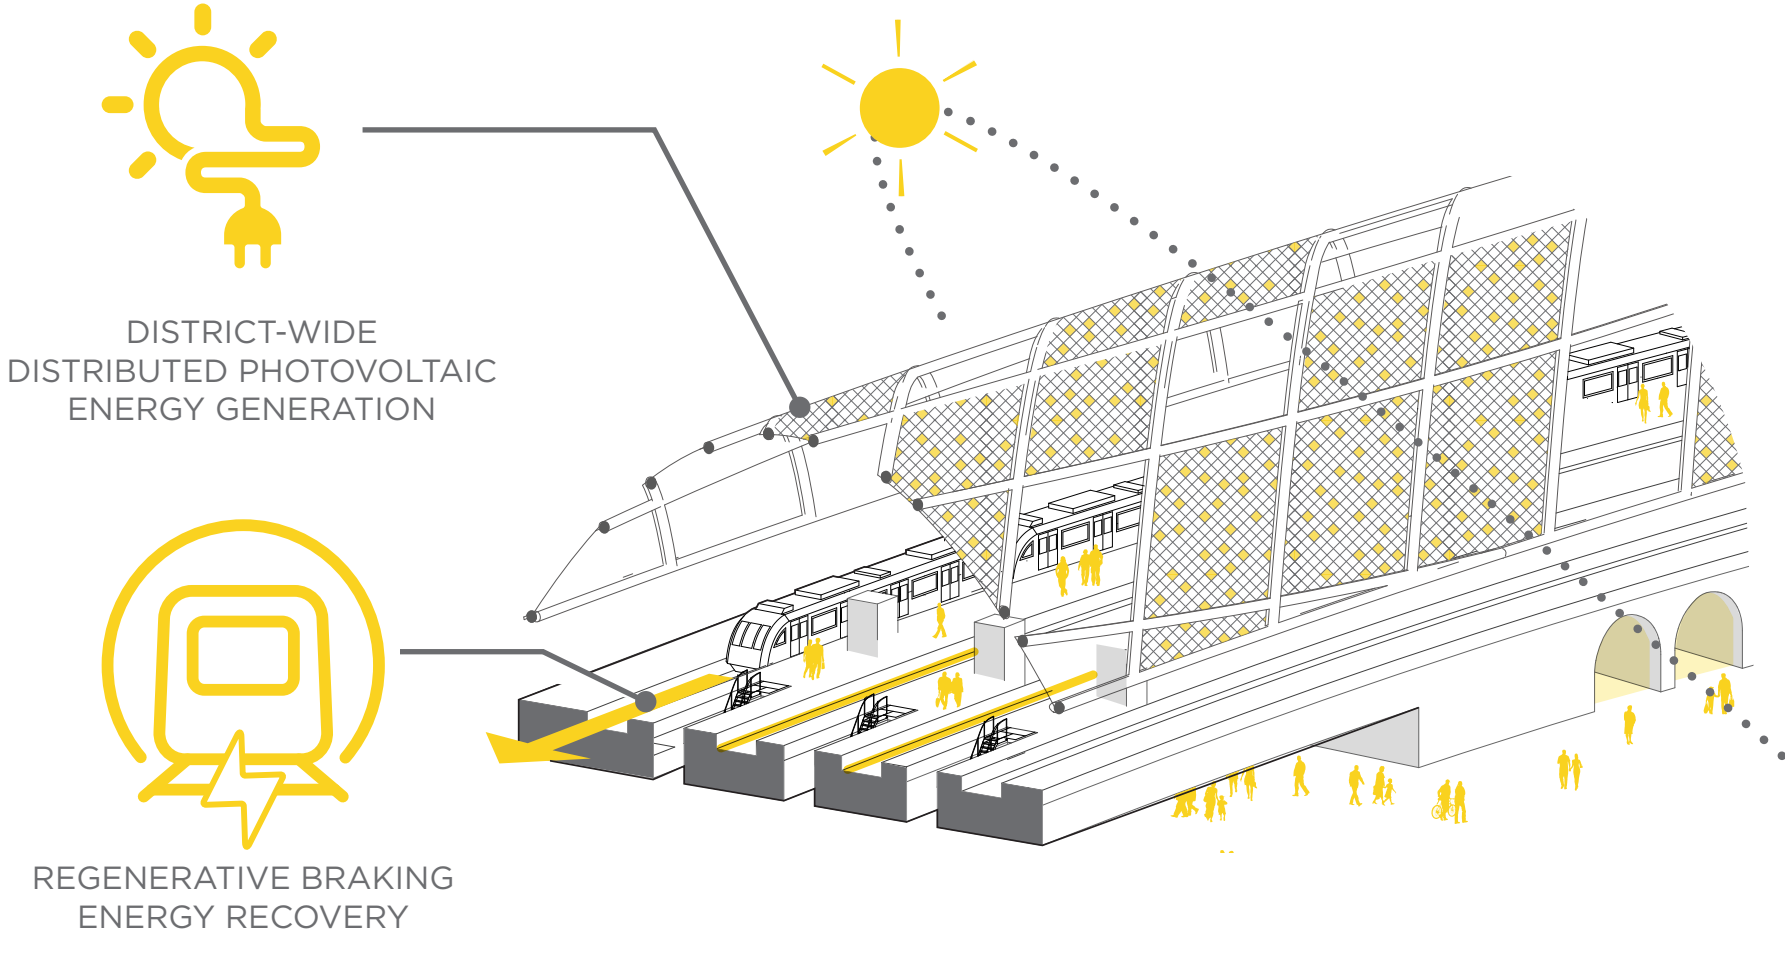 DISTRICT-WIDE
DISTRIBUTED PHOTOVOLTAIC
ENERGY GENERATION
REGENERATIVE BRAKING
ENERGY RECOVERY